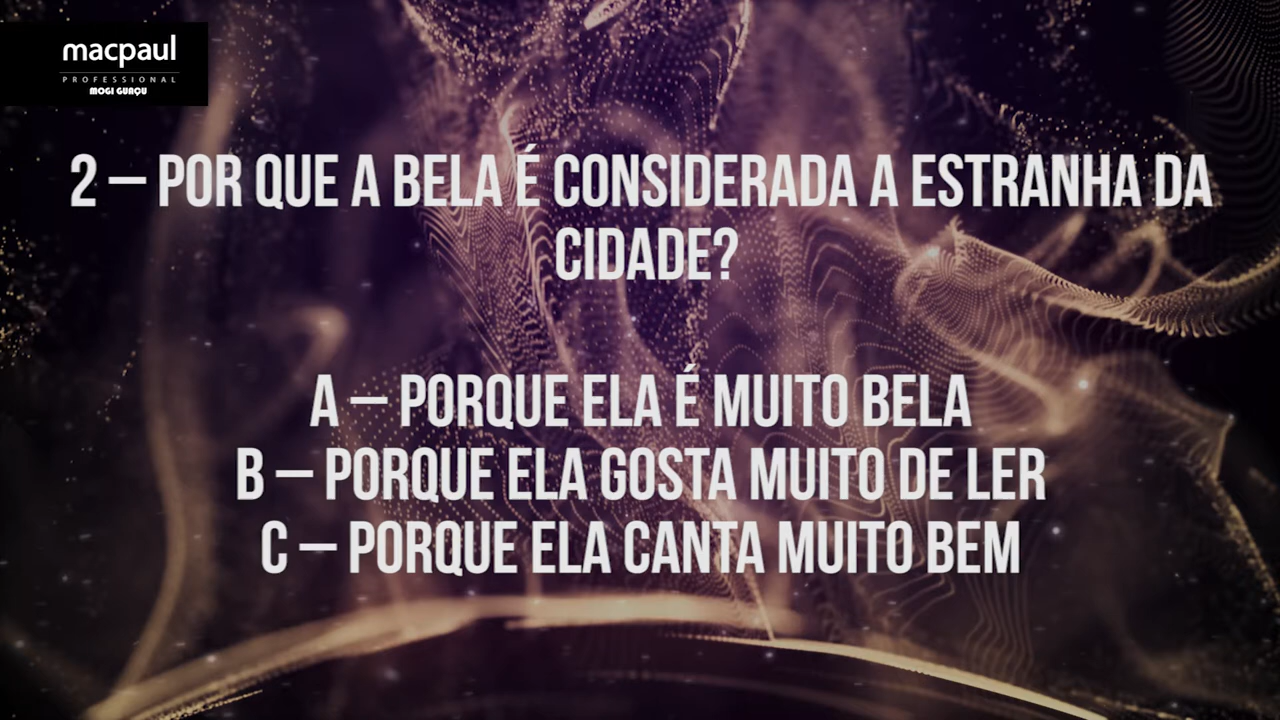 macpaul
PROFESSIONAL
MOGI GUAÇU
2 – POR QUE A BELA É CONSIDERADA A ESTRANHA DA
CIDADE?
A – PORQUE ELA É MUITO BELA
B – PORQUE ELA GOSTA MUITO DE LER
C – PORQUE ELA CANTA MUITO BEM